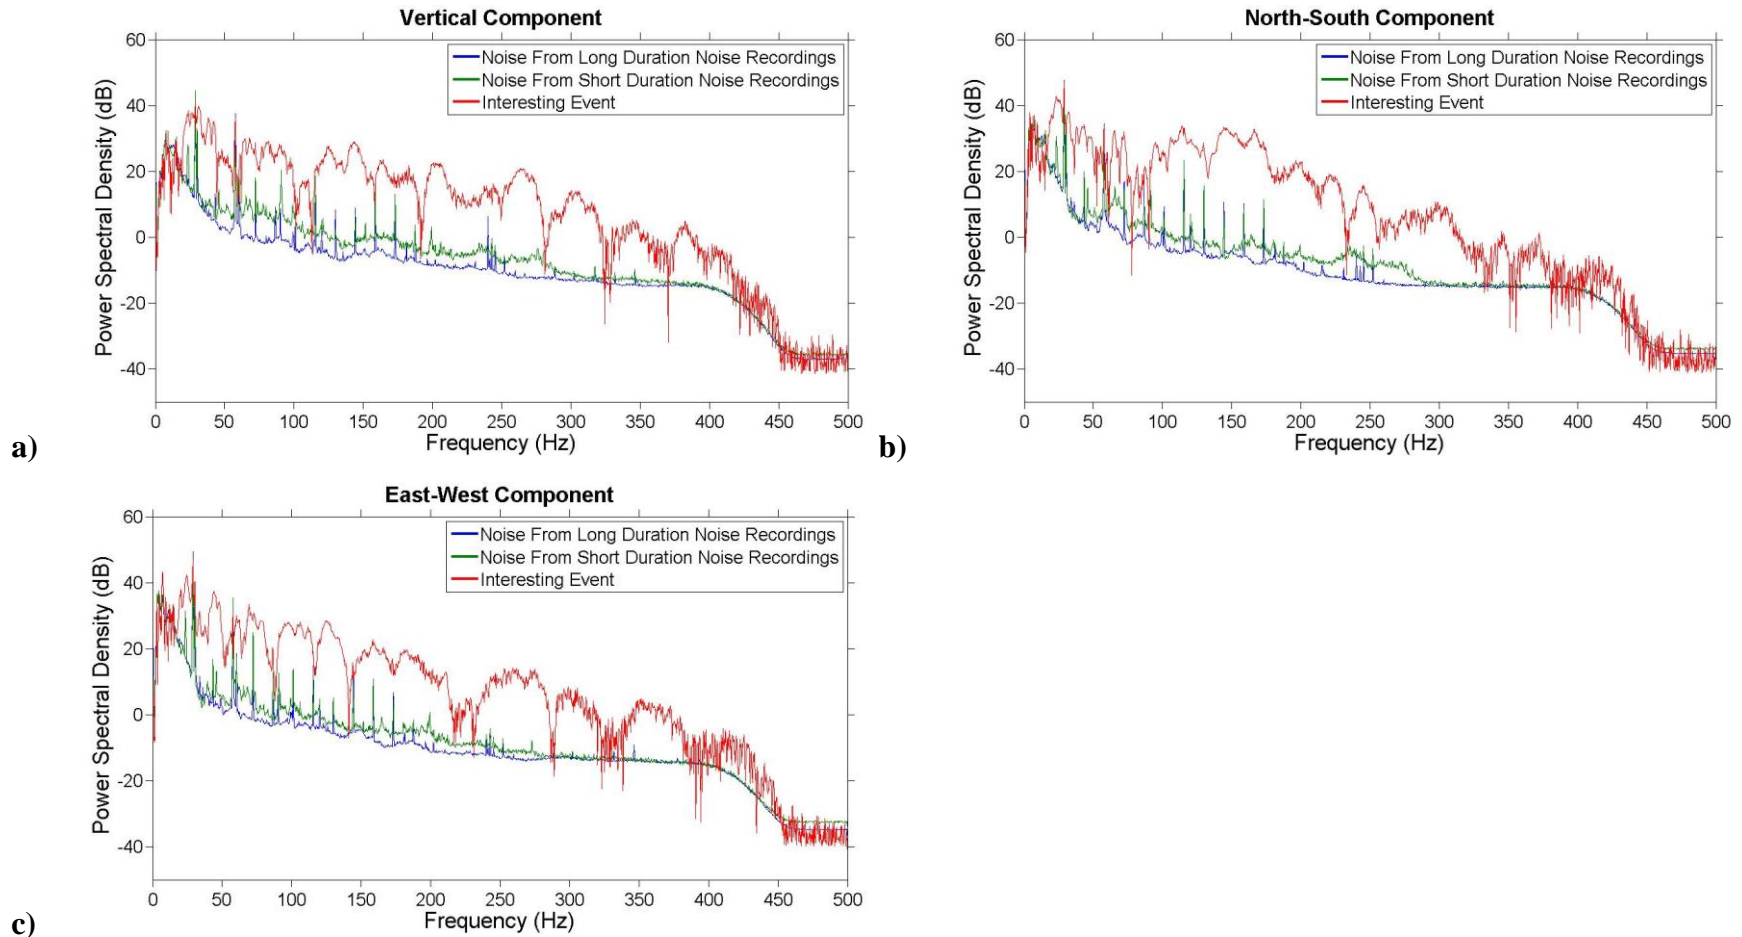 Vertical Component
60
40
20
0
-20
-40
Power Spectral Density (dB)
Noise From Long Duration Noise Recordings
Noise From Short Duration Noise Recordings
Interesting Event
0 50 100 150 200 250 300 350 400 450 500
Frequency (Hz)
a)
North-South Component
60
40
20
0
-20
-40
Power Spectral Density (dB)
Noise From Long Duration Noise Recordings
Noise From Short Duration Noise Recordings
Interesting Event
0 50 100 150 200 250 300 350 400 450 500
Frequency (Hz)
b)
East-West Component
60
40
20
0
-20
-40
Power Spectral Density (dB)
Noise From Long Duration Noise Recordings
Noise From Short Duration Noise Recordings
Interesting Event
0 50 100 150 200 250 300 350 400 450 500
Frequency (Hz)
c)